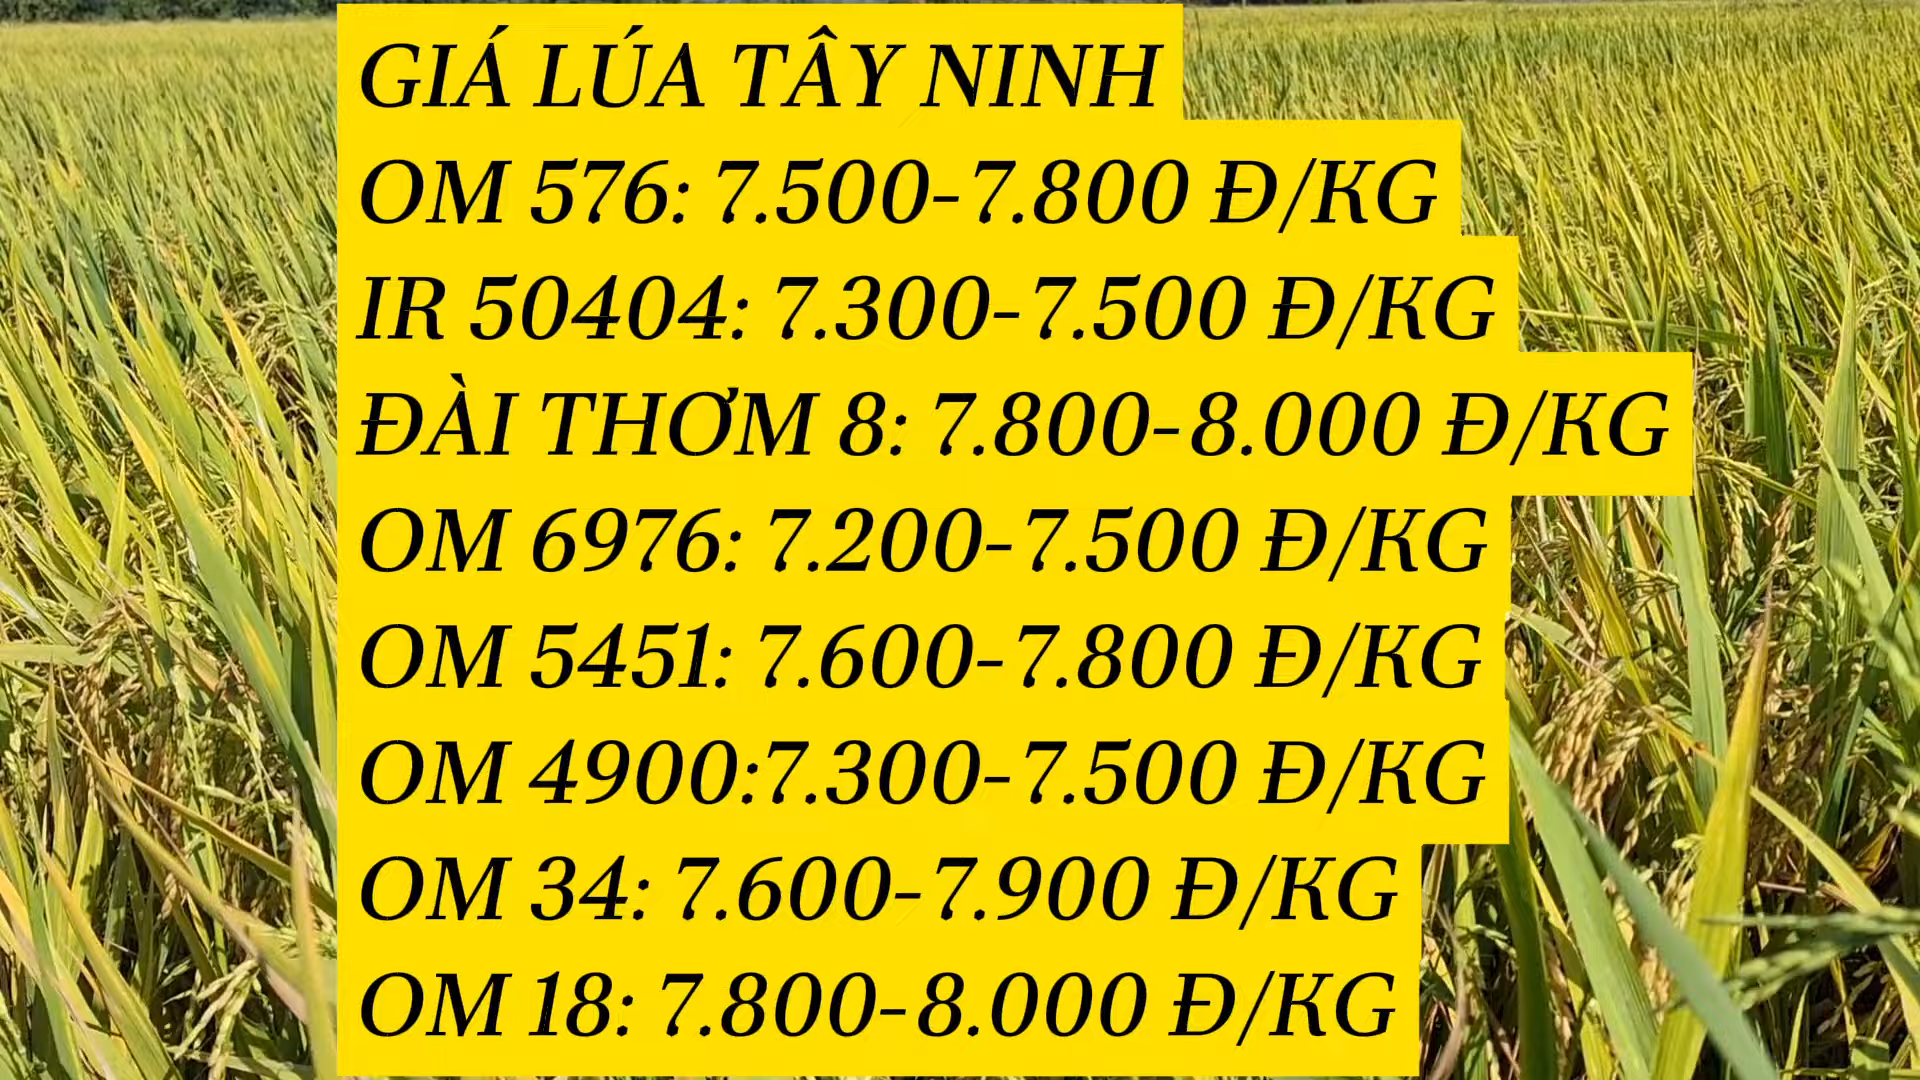 GIÁ LÚA TÂY NINH
OM 576: 7.500-7.800 Đ/KG
IR 50404: 7.300-7.500 Đ/KG
ĐÀI THƠM 8: 7.800-8.000 Đ/KG
OM 6976: 7.200-7.500 Đ/KG
OM 5451: 7.600-7.800 Đ/KG
OM 4900:7.300-7.500 Đ/KG
OM 34: 7.600-7.900 Đ/KG
OM 18: 7.800-8.000 Đ/KG